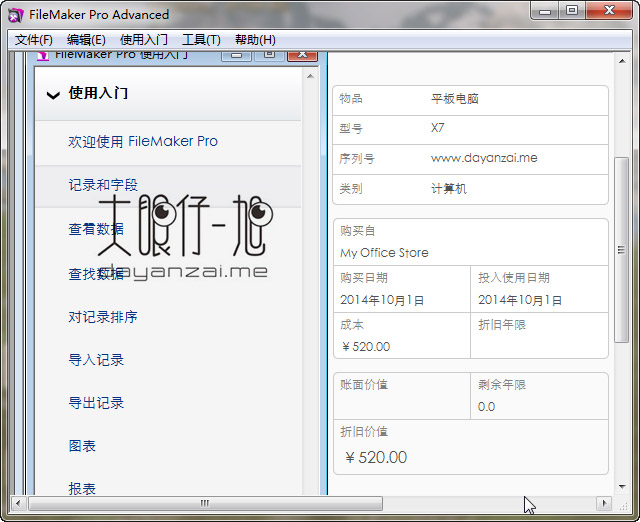 FileMaker Pro Advanced
文件(F) 编辑(E) 使用入门 工具(T) 帮助(H)
FileMaker Pro 使用入门
使用入门
欢迎使用 FileMaker Pro
记录和字段
查看数据
查找数据
对记录排序
导入记录
导出记录
图表
报表
大眼仔~旭
dayanzai.me
物品 平板电脑
型号 X7
序列号 www.dayanzai.me
类别 计算机
购买自
My Office Store
购买日期 投入使用日期
2014年10月1日 2014年10月1日
成本 折旧年限
￥520.00
账面价值 剩余年限
0.0
折旧价值
￥520.00